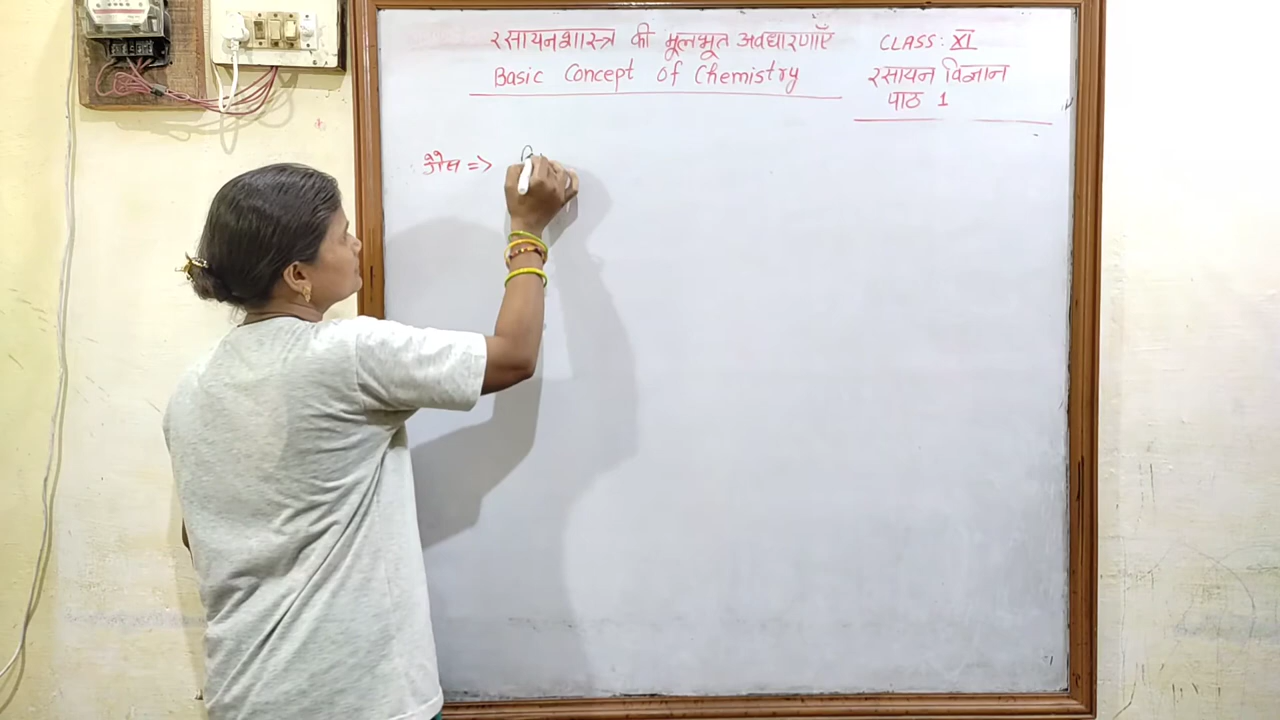 रसायनशास्त्र की मूलभूत अवधारणाएँ
Basic Concept of Chemistry
CLASS: XI
रसायन विज्ञान
पाठ 1
=>